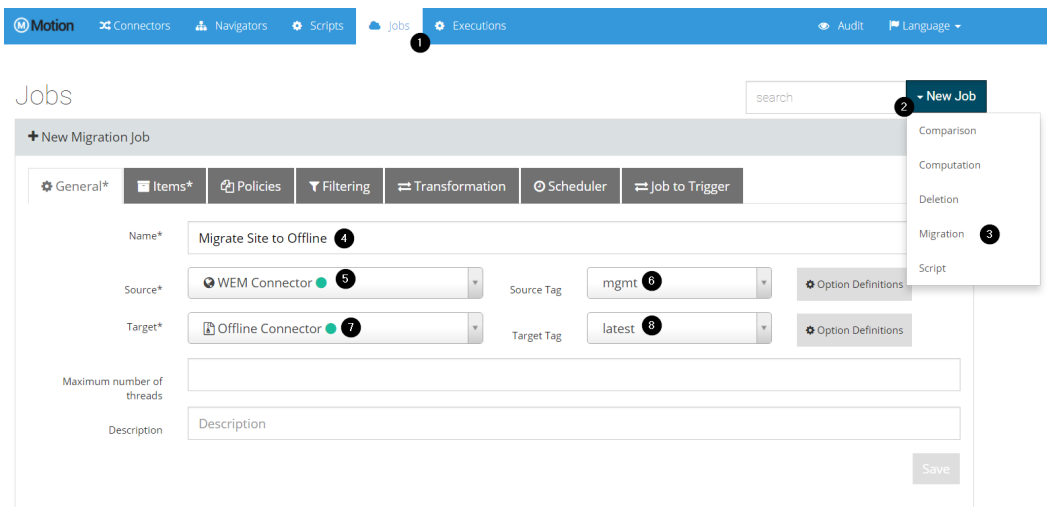 M Motion Connectors Navigators Scripts Jobs Executions Audit Language
1
Jobs
search
2 New Job
New Migration Job
Comparison
Computation
Deletion
Migration 3
Script
General* Items* Policies Filtering Transformation Scheduler Job to Trigger
Name* Migrate Site to Offline 4
Source* WEM Connector 5 Source Tag mgmt 6 Option Definitions
Target* Offline Connector 7 Target Tag latest 8 Option Definitions
Maximum number of
threads
Description Description
Save